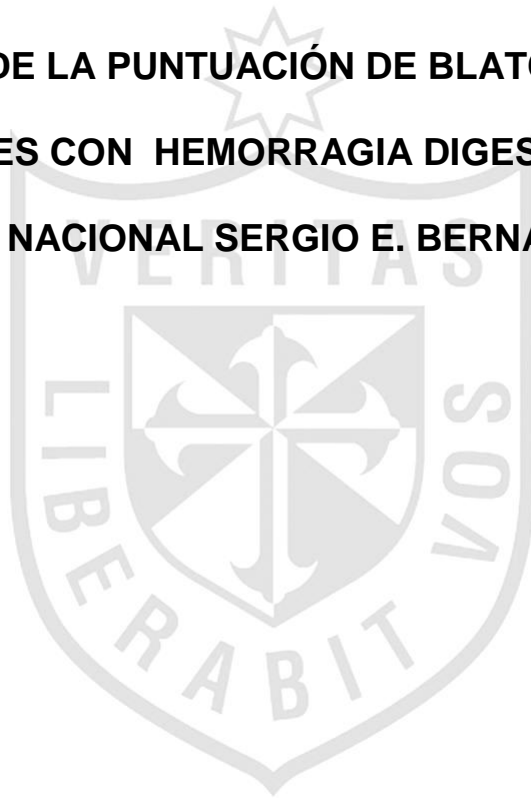 DE LA PUNTUACIÓN DE BLATC
ES CON HEMORRAGIA DIGES
NACIONAL SERGIO E. BERNA
VERITAS
LIBERABIT
VOS